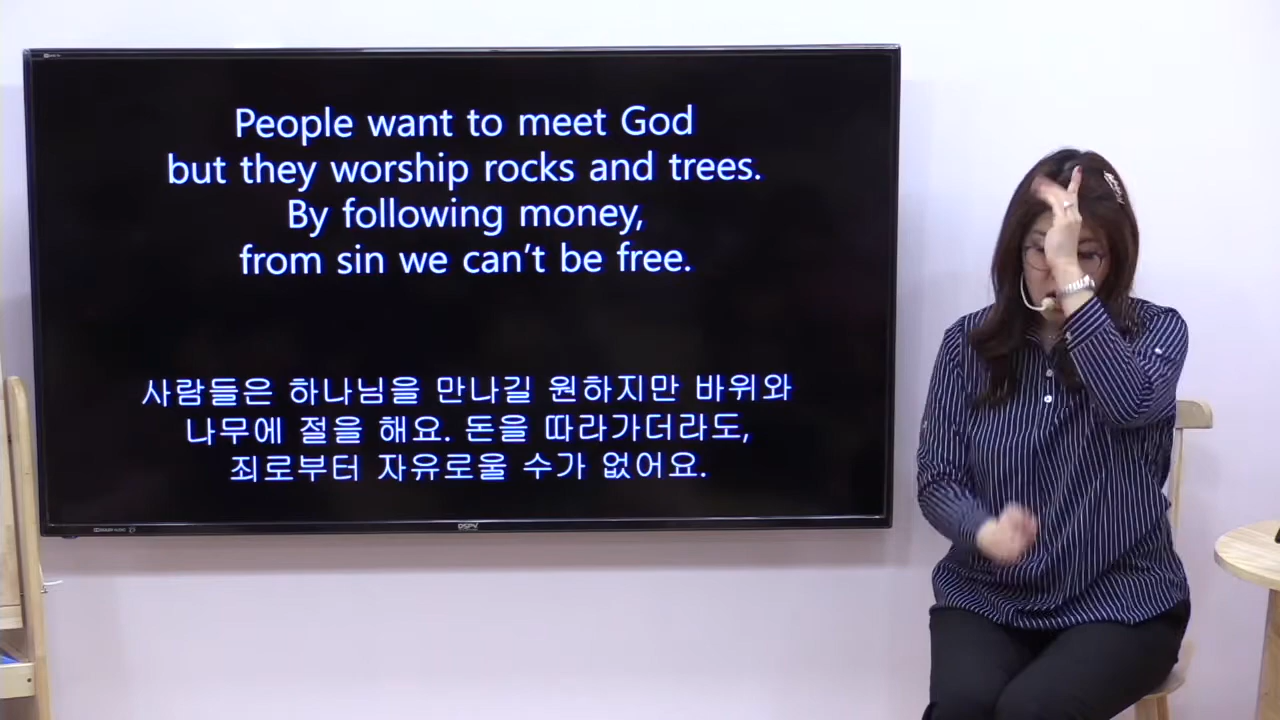 People want to meet God
but they worship rocks and trees.
By following money,
from sin we can't be free.
사람들은 하나님을 만나길 원하지만 바위와
나무에 절을 해요. 돈을 따라가더라도,
죄로부터 자유로울 수가 없어요.
DSPV